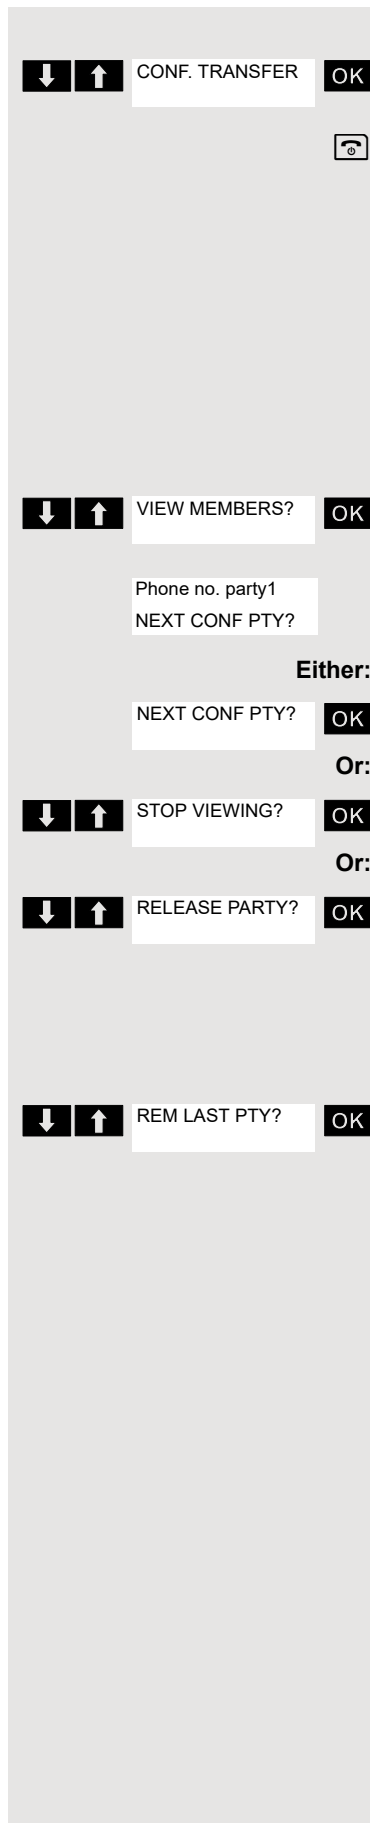 CONF. TRANSFER OK
VIEW MEMBERS? OK
Phone no. party1
NEXT CONF PTY?
Either:
NEXT CONF PTY? OK
Or:
STOP VIEWING? OK
Or:
RELEASE PARTY? OK
REM LAST PTY? OK